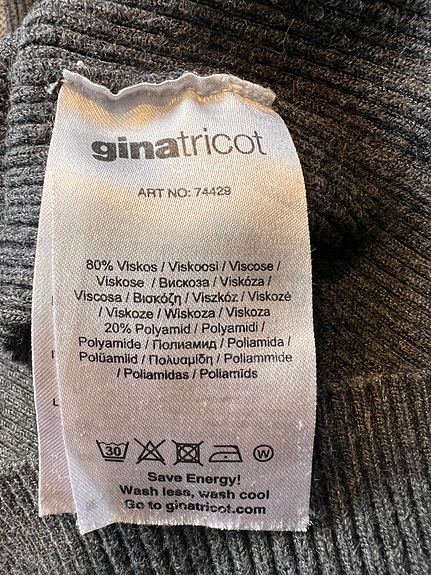 ginatricot
ART NO: 74429
80% Viskos / Viskoosi / Viscose /
Viskose / Вискоза / Viskóza /
Viscosa / Βισκόζη / Viszkóz / Viskozė
/ Viskoze / Wiskoza / Viskoza
20% Polyamid / Polyamidi /
Polyamide / Полиамид / Poliamida /
Polüamiid / Πολυαμίδη / Poliammide
/ Poliamidas / Poliamīds
30 W
Save Energy!
Wash less, wash cool
Go to ginatricot.com